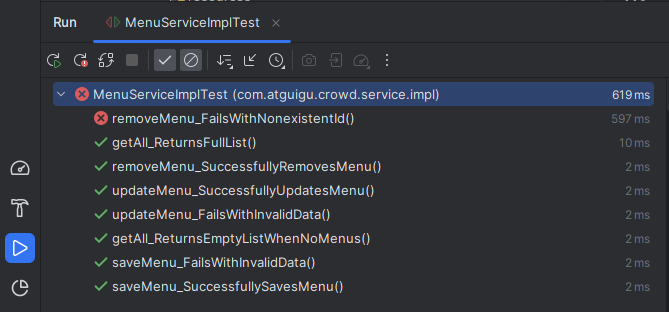 Run MenuServiceImplTest
MenuServiceImplTest (com.atguigu.crowd.service.impl) 619 ms
removeMenu_FailsWithNonexistentId() 597 ms
getAll_ReturnsFullList() 10 ms
removeMenu_SuccessfullyRemovesMenu() 2 ms
updateMenu_SuccessfullyUpdatesMenu() 2 ms
updateMenu_FailsWithInvalidData() 2 ms
getAll_ReturnsEmptyListWhenNoMenus() 2 ms
saveMenu_FailsWithInvalidData() 2 ms
saveMenu_SuccessfullySavesMenu() 2 ms